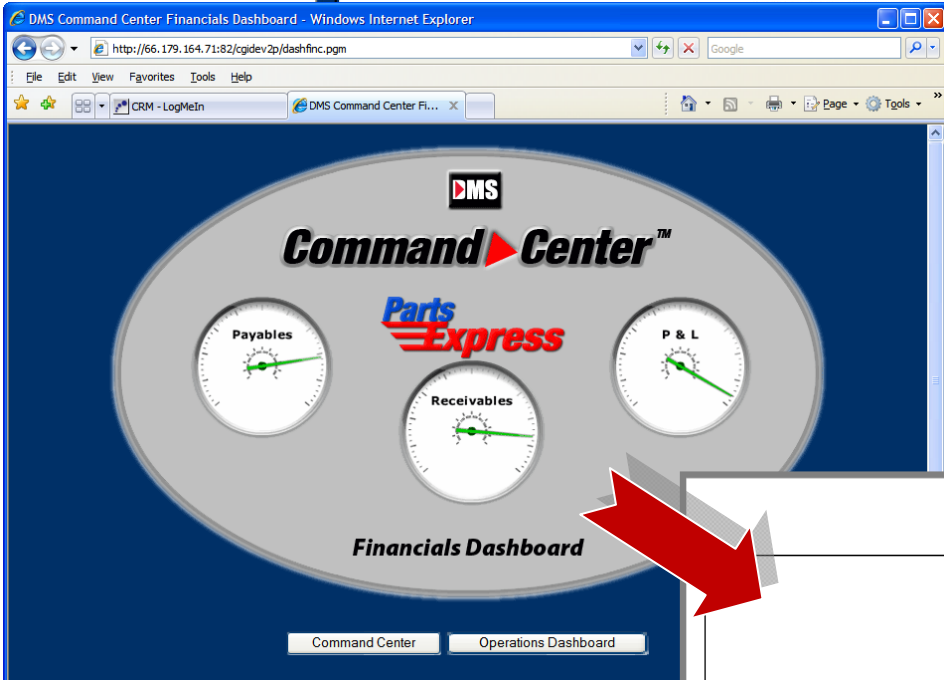 DMS Command Center Financials Dashboard - Windows Internet Explorer
http://66.179.164.71:82/cgidev2p/dashfinc.pgm
Google
File Edit View Favorites Tools Help
CRM - LogMeIn
DMS Command Center Fi...
Page
Tools
DMS
Command Center™
Parts
Express
Payables
P & L
Receivables
Financials Dashboard
Command Center
Operations Dashboard